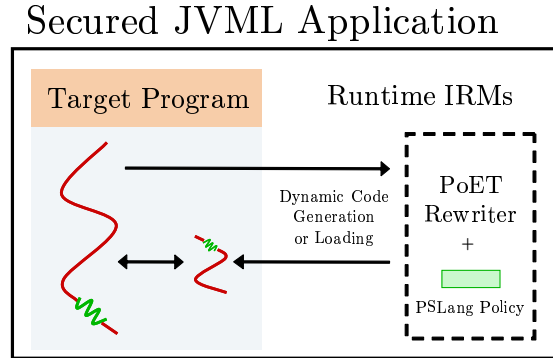 Secured JVML Application
Target Program
Runtime IRMs
Dynamic Code
Generation
or Loading
PoET
Rewriter
+
PSLang Policy